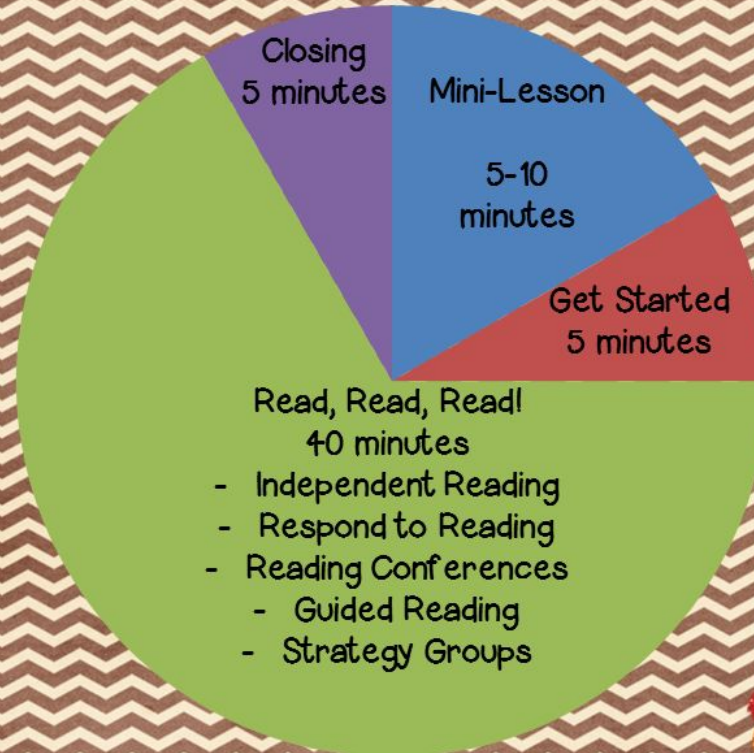 Closing
5 minutes
Mini-Lesson
5-10
minutes
Get Started
5 minutes
Read, Read, Read!
40 minutes
- Independent Reading
- Respond to Reading
- Reading Conferences
- Guided Reading
- Strategy Groups